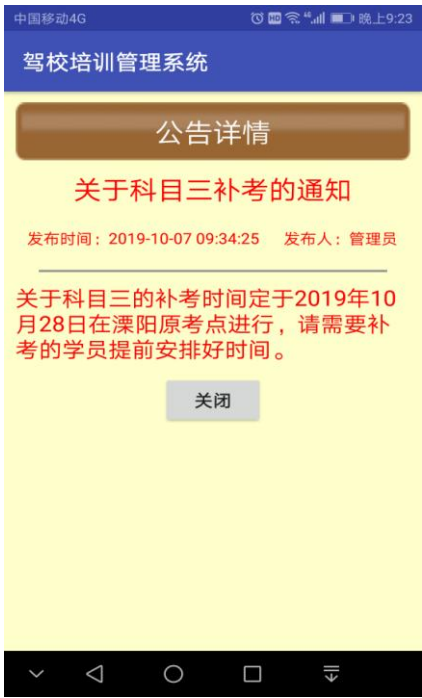 中国移动4G HD 46 晚上9:23
驾校培训管理系统
公告详情
关于科目三补考的通知
发布时间：2019-10-07 09:34:25 发布人：管理员
关于科目三的补考时间定于2019年10
月28日在溧阳原考点进行，请需要补
考的学员提前安排好时间。
关闭